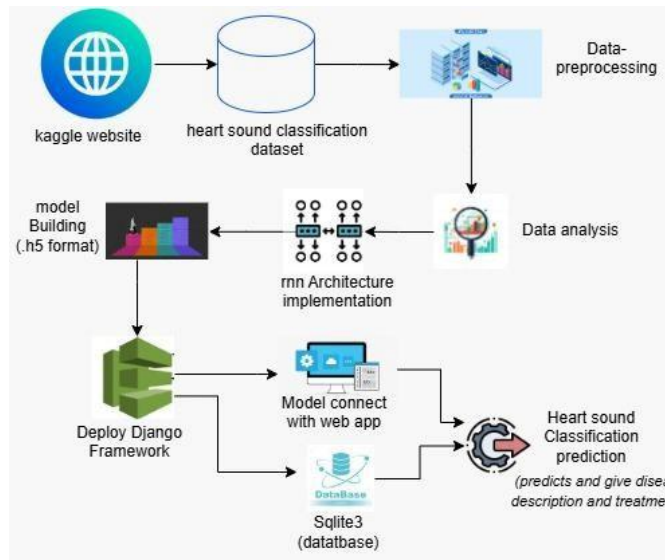 kaggle website
heart sound classification
dataset
Data-
preprocessing
model
Building
(.h5 format)
rnn Architecture
implementation
Data analysis
Deploy Django
Framework
Model connect
with web app
DataBase
Sqlite3
(datatbase)
Heart sound
Classification
prediction
(predicts and give disea
description and treatme